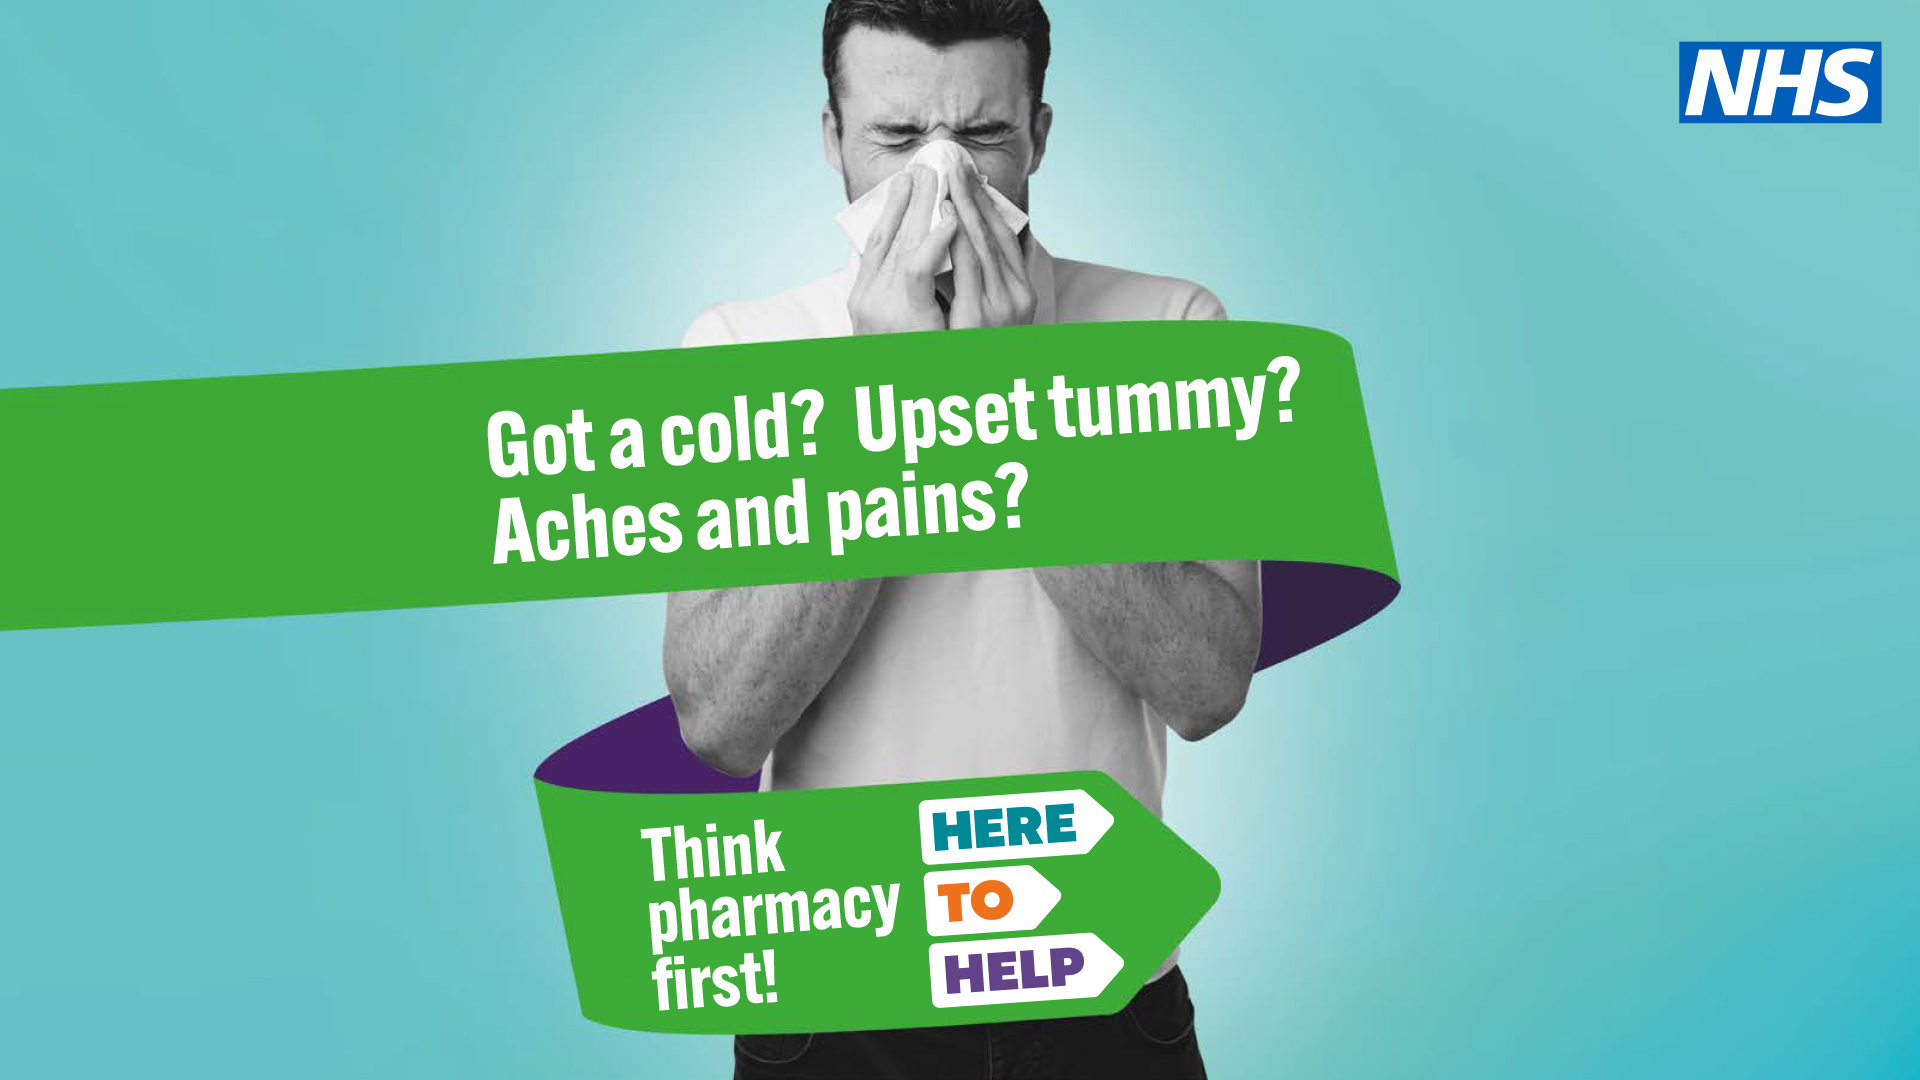 NHS
Got a cold? Upset tummy?
Aches and pains?
Think
pharmacy
first!
HERE
TO
HELP